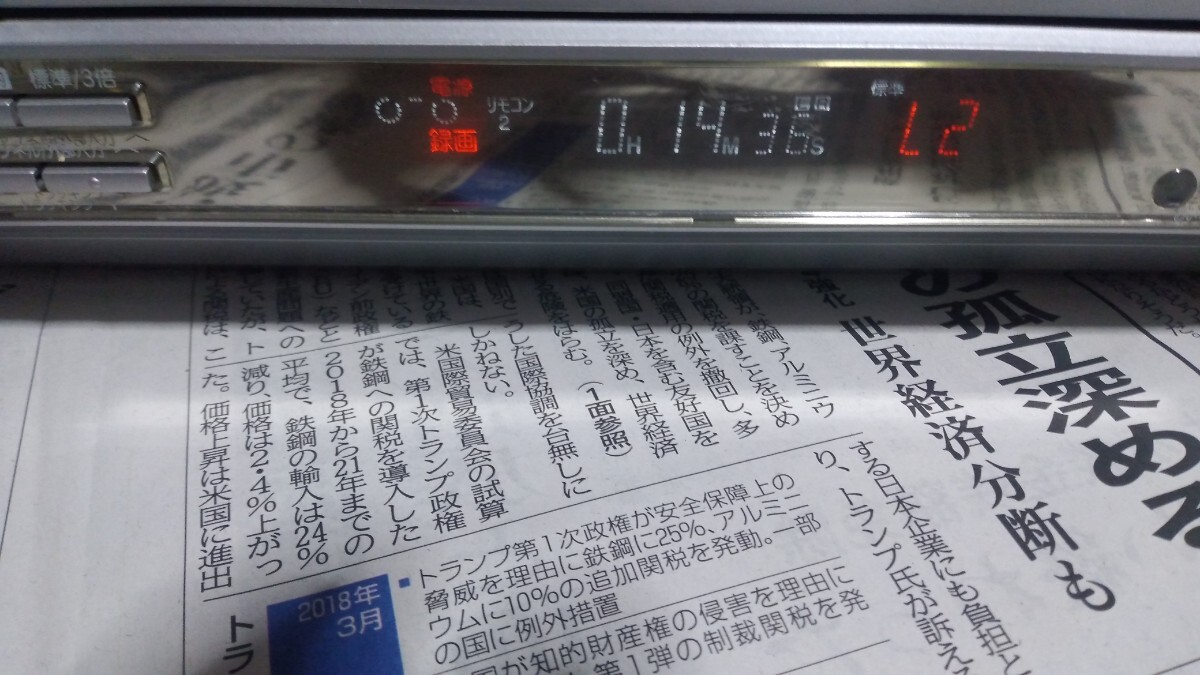 標準/3倍
電源
録画
リモコン
2
0H 14M 36S
標準
L2
の孤立深める
強化 世界経済分断も
する日本企業にも負担と
り、トランプ氏が訴え
鉄鋼、アルミニウ
関税を課すことを決め
の例外を撤回し、多
・日本を含む友好国を
米国の孤立を深め、世界経済
をはらむ。(1面参照)
うした国際協調を台無しに
しかねない。
米国際貿易委員会の試算
では、第1次トランプ政権
が鉄鋼への関税を導入した
2018年から21年までの
平均で、鉄鋼の輸入は24%
減り、価格は2・4%上がっ
た。価格上昇は米国に進出
2018年
3月
トランプ第1次政権が安全保障上の
脅威を理由に鉄鋼に25%、アルミニ
ウムに10%の追加関税を発動。一部
の国に例外措置
国が知的財産権の侵害を理由に
第1弾の制裁関税を発
トラ